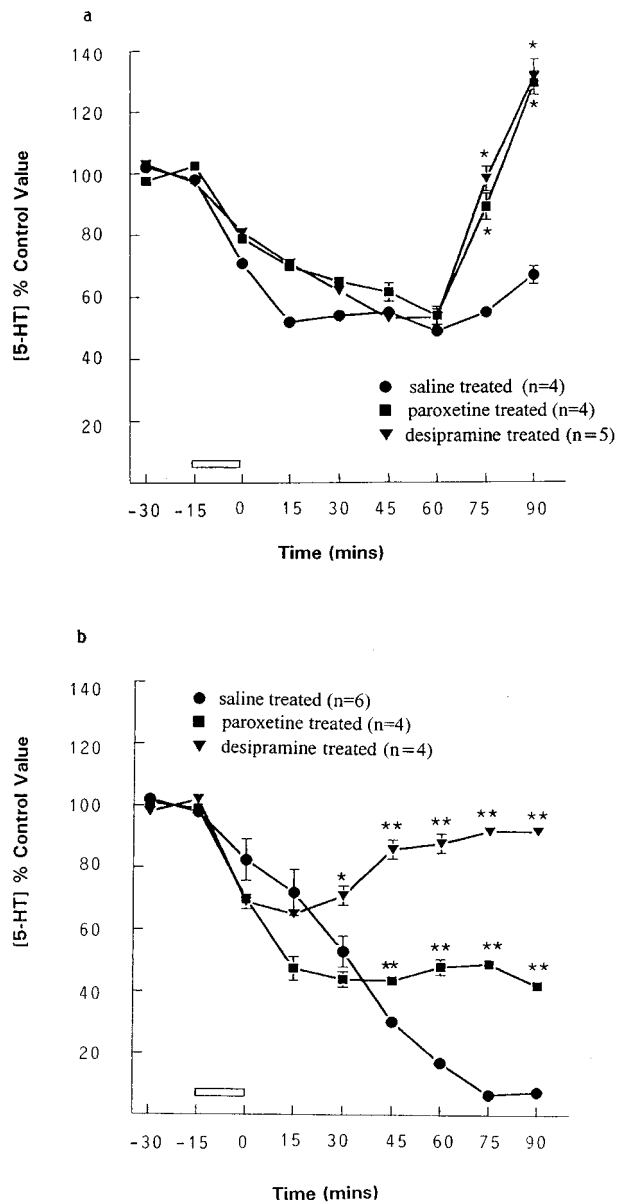 a
140
120
100
80
60
40
20
[5-HT] % Control Value
saline treated (n=4)
paroxetine treated (n=4)
desipramine treated (n=5)
* * * *
-30 -15 0 15 30 45 60 75 90
Time (mins)
b
140
120
100
80
60
40
20
[5-HT] % Control Value
saline treated (n=6)
paroxetine treated (n=4)
desipramine treated (n=4)
* ** ** ** **
** ** ** **
-30 -15 0 15 30 45 60 75 90
Time (mins)